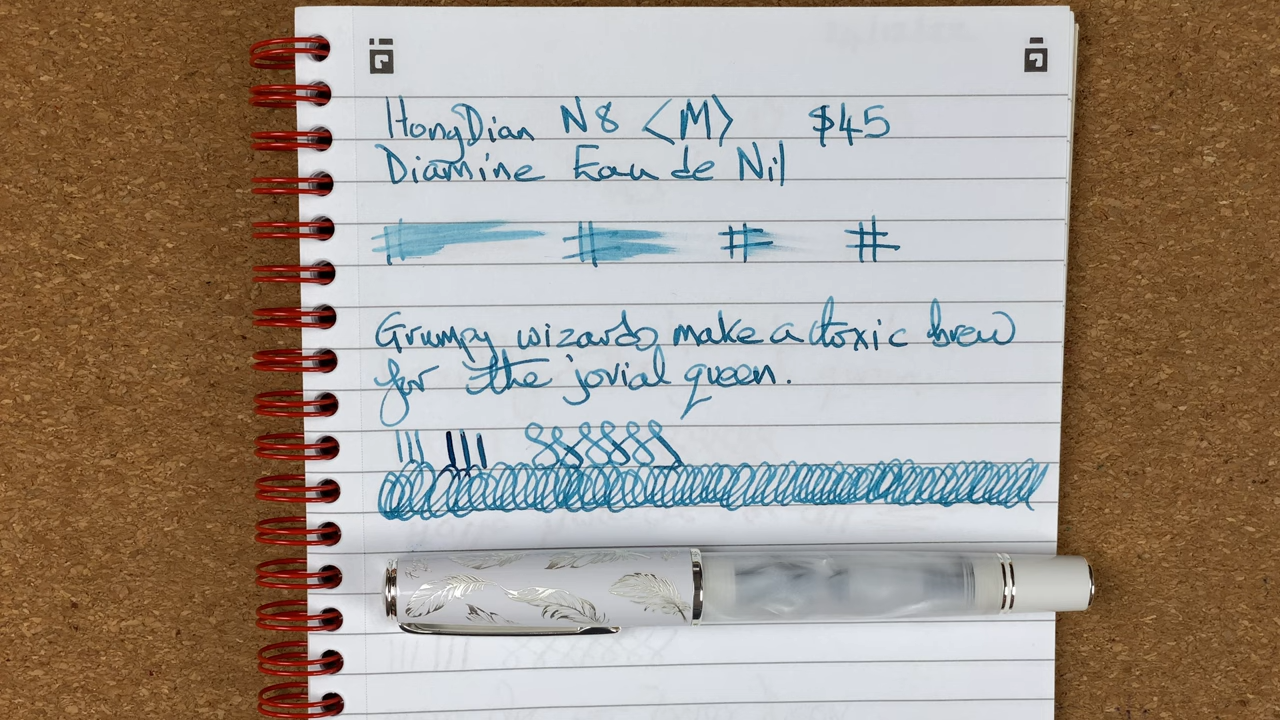 HongDian N8 <M> $45
Diamine Eau de Nil
# # # #
Grumpy wizards make a toxic brew
for the jovial queen.